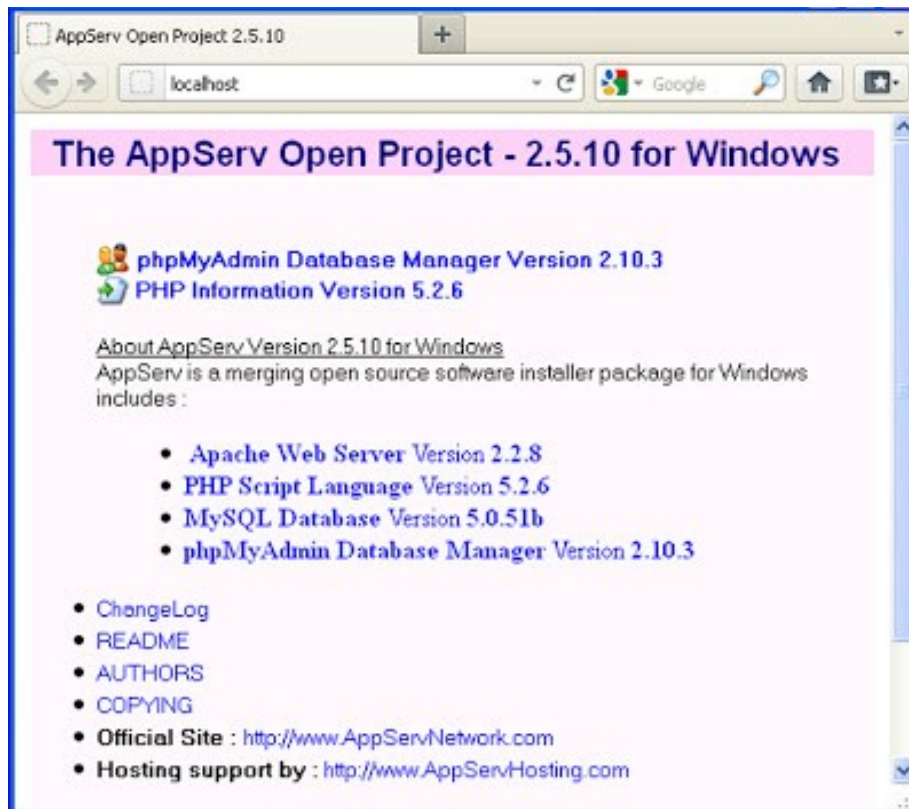 AppServ Open Project 2.5.10
localhost
Google
The AppServ Open Project - 2.5.10 for Windows
phpMyAdmin Database Manager Version 2.10.3
PHP Information Version 5.2.6
About AppServ Version 2.5.10 for Windows
AppServ is a merging open source software installer package for Windows
includes :
Apache Web Server Version 2.2.8
PHP Script Language Version 5.2.6
MySQL Database Version 5.0.51b
phpMyAdmin Database Manager Version 2.10.3
ChangeLog
README
AUTHORS
COPYING
Official Site : http://www.AppServNetwork.com
Hosting support by : http://www.AppServHosting.com